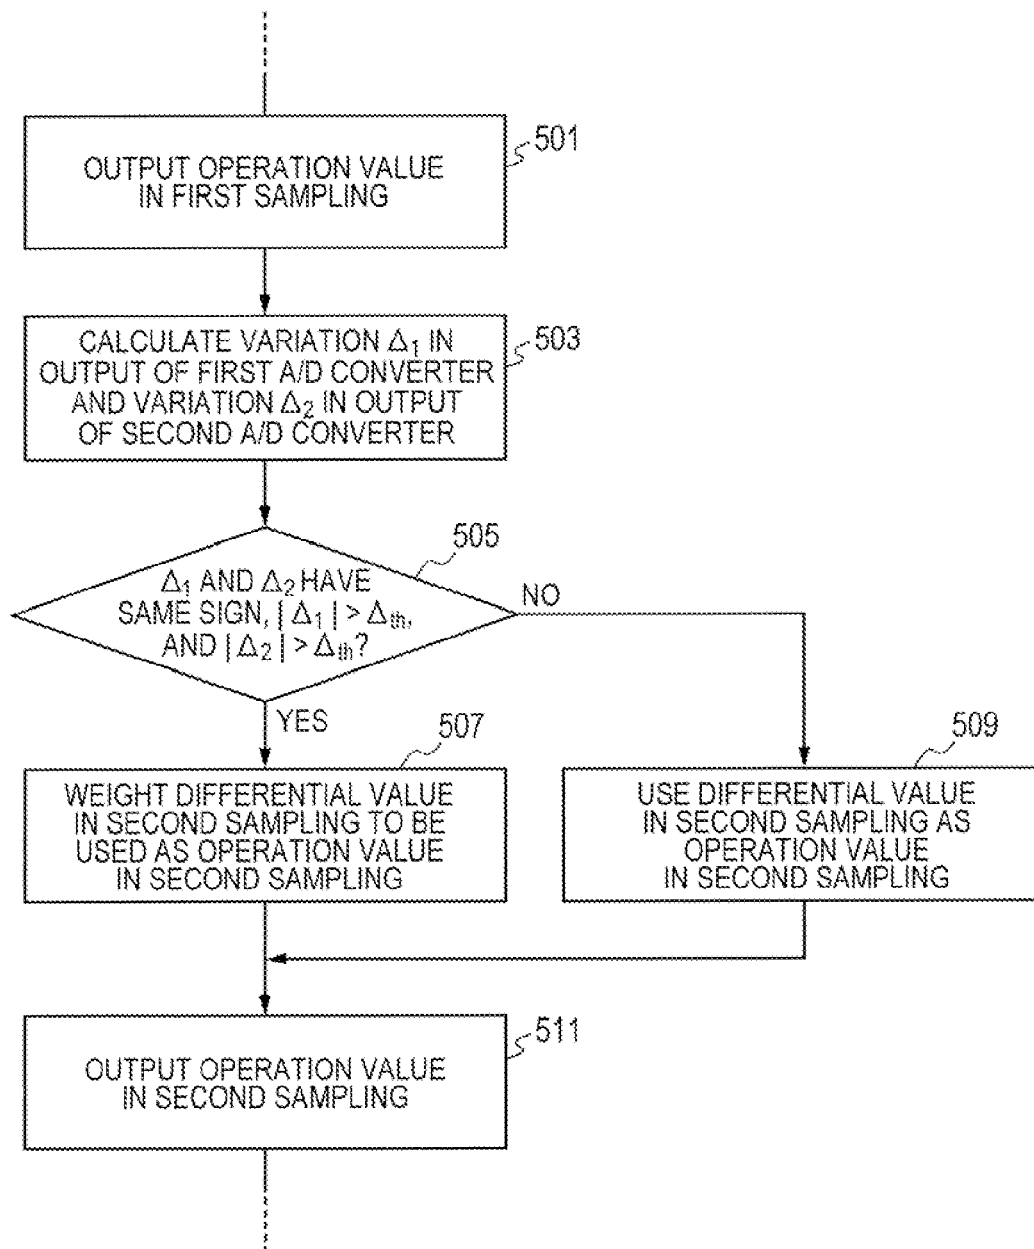 501
OUTPUT OPERATION VALUE
IN FIRST SAMPLING
503
CALCULATE VARIATION Δ₁ IN
OUTPUT OF FIRST A/D CONVERTER
AND VARIATION Δ₂ IN OUTPUT
OF SECOND A/D CONVERTER
505
Δ₁ AND Δ₂ HAVE
SAME SIGN, | Δ₁ | > Δth,
AND | Δ₂ | > Δth?
NO
YES
507
WEIGHT DIFFERENTIAL VALUE
IN SECOND SAMPLING TO BE
USED AS OPERATION VALUE
IN SECOND SAMPLING
509
USE DIFFERENTIAL VALUE
IN SECOND SAMPLING AS
OPERATION VALUE
IN SECOND SAMPLING
511
OUTPUT OPERATION VALUE
IN SECOND SAMPLING